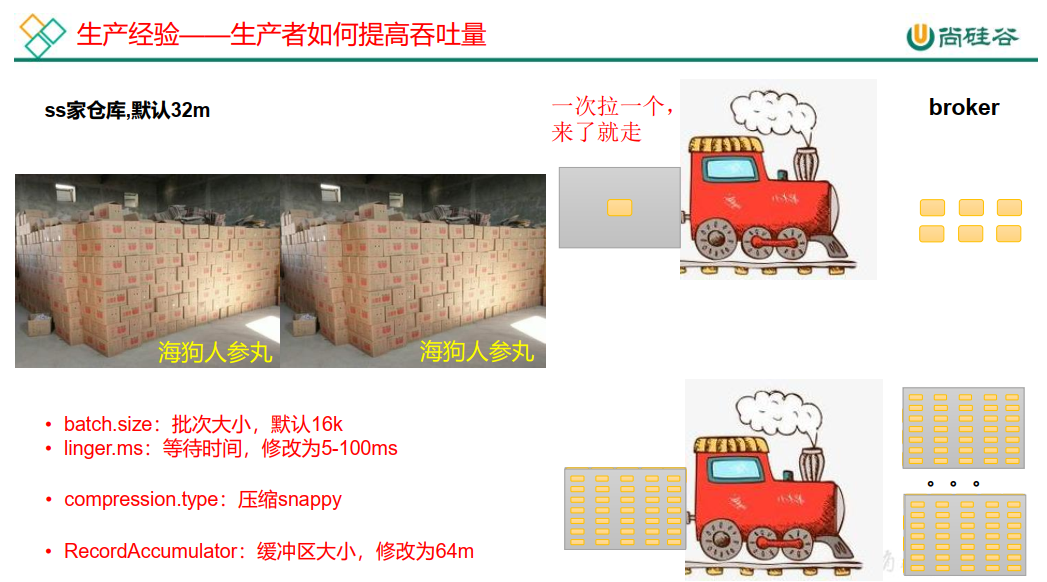 生产经验——生产者如何提高吞吐量
尚硅谷
ss家仓库,默认32m
一次拉一个，
来了就走
broker
海狗人参丸
海狗人参丸
• batch.size：批次大小，默认16k
• linger.ms：等待时间，修改为5-100ms
• compression.type：压缩snappy
• RecordAccumulator：缓冲区大小，修改为64m